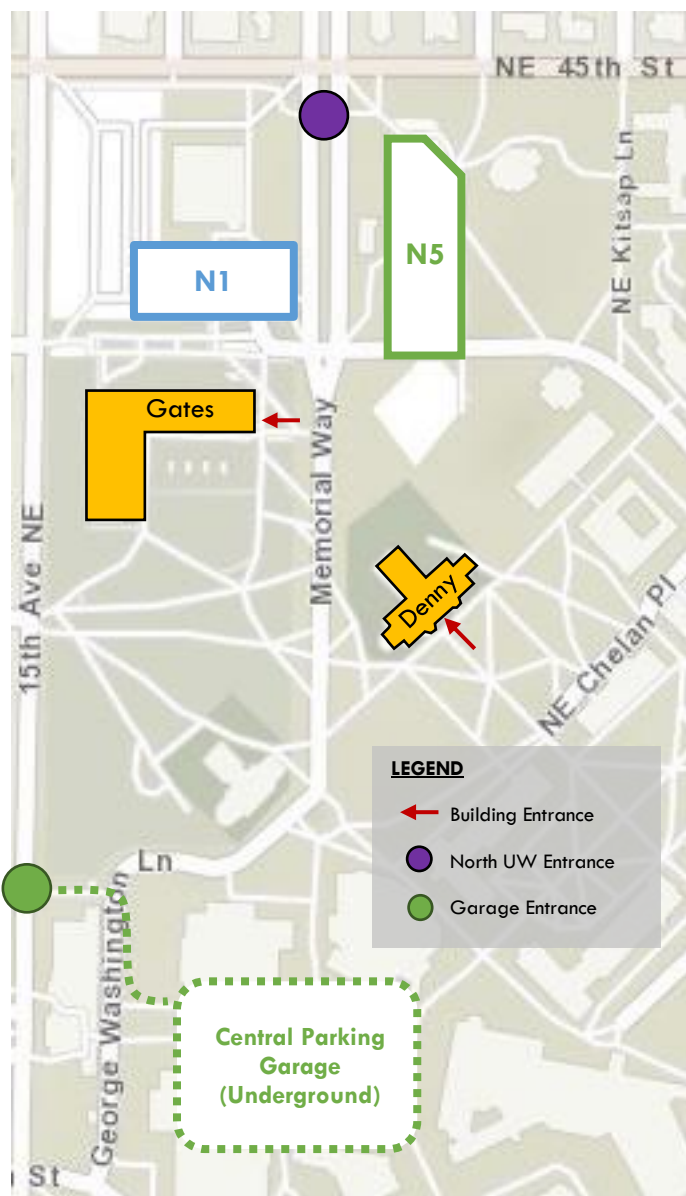 NE 45th St
NE Kitsap Ln
N5
N1
Gates
Memorial Way
15th Ave NE
Denny
NE Chelan Pl
LEGEND
Building Entrance
North UW Entrance
Garage Entrance
Ln
George Washington
Central Parking
Garage
(Underground)
St